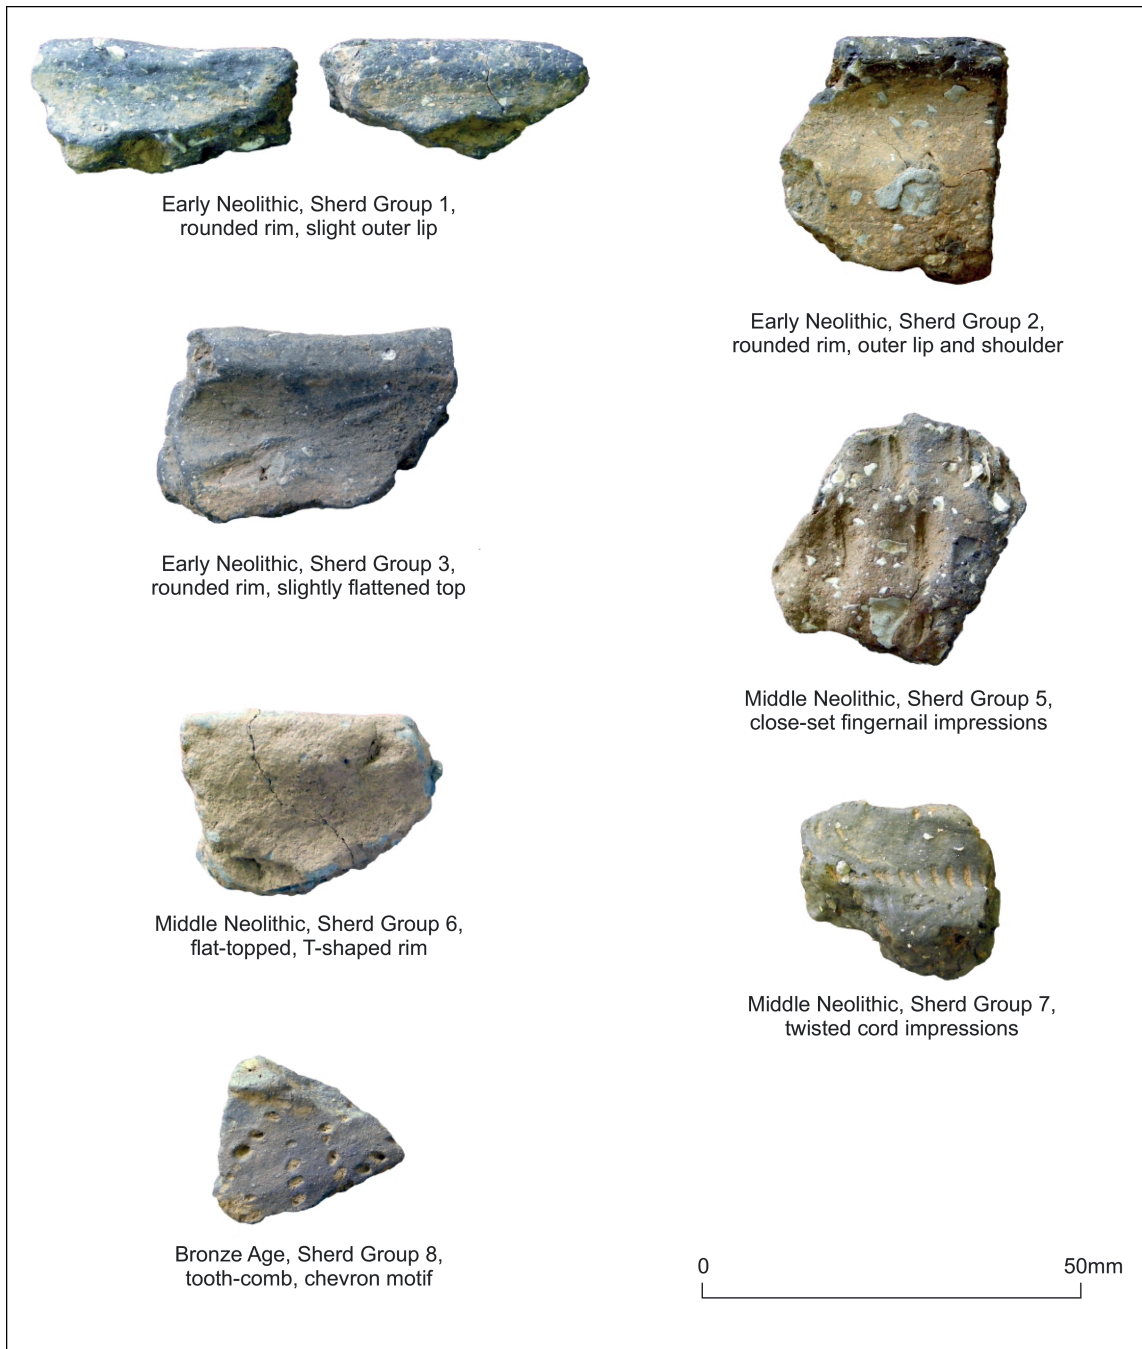 Early Neolithic, Sherd Group 1,
rounded rim, slight outer lip
Early Neolithic, Sherd Group 2,
rounded rim, outer lip and shoulder
Early Neolithic, Sherd Group 3,
rounded rim, slightly flattened top
Middle Neolithic, Sherd Group 5,
close-set fingernail impressions
Middle Neolithic, Sherd Group 6,
flat-topped, T-shaped rim
Middle Neolithic, Sherd Group 7,
twisted cord impressions
Bronze Age, Sherd Group 8,
tooth-comb, chevron motif
0 50mm